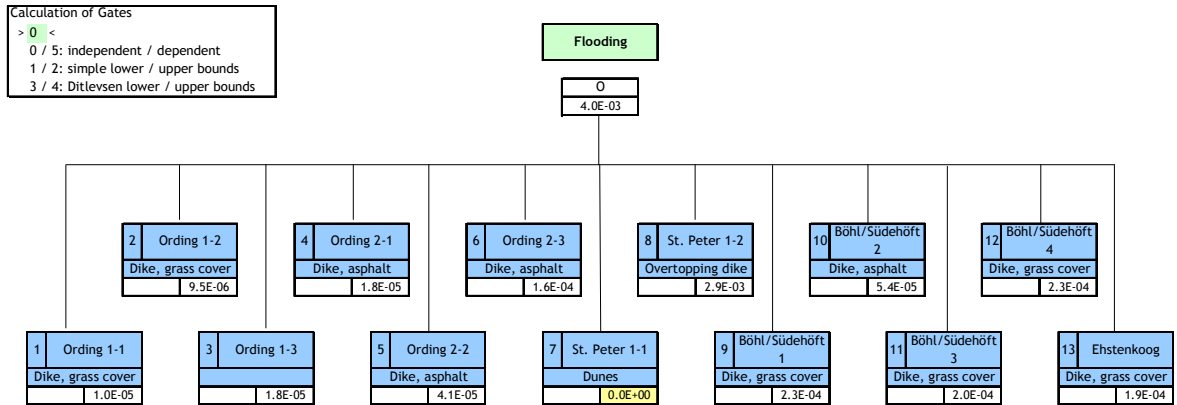 Calculation of Gates
> 0 <
0 / 5: independent / dependent
1 / 2: simple lower / upper bounds
3 / 4: Ditlevsen lower / upper bounds
Flooding
O
4.0E-03
2 Ording 1-2
Dike, grass cover
9.5E-06
4 Ording 2-1
Dike, asphalt
1.8E-05
6 Ording 2-3
Dike, asphalt
1.6E-04
8 St. Peter 1-2
Overtopping dike
2.9E-03
10 Böhl/Südehöft
2
Dike, asphalt
5.4E-05
12 Böhl/Südehöft
4
Dike, grass cover
2.3E-04
1 Ording 1-1
Dike, grass cover
1.0E-05
3 Ording 1-3
1.8E-05
5 Ording 2-2
Dike, asphalt
4.1E-05
7 St. Peter 1-1
Dunes
0.0E+00
9 Böhl/Südehöft
1
Dike, grass cover
2.3E-04
11 Böhl/Südehöft
3
Dike, grass cover
2.0E-04
13 Ehstenkoog
Dike, grass cover
1.9E-04